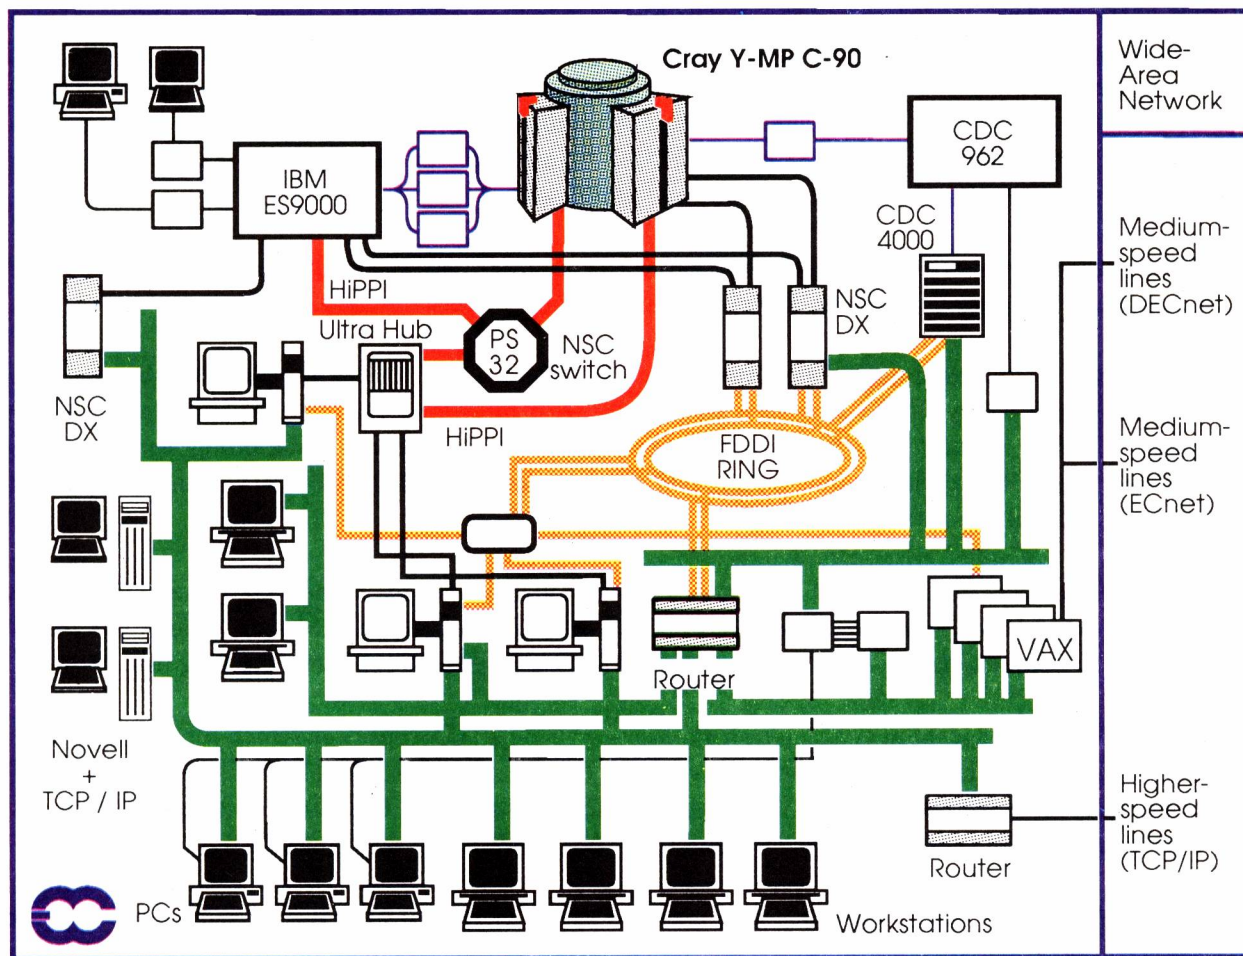 Cray Y-MP C-90
Wide-
Area
Network
CDC
962
IBM
ES9000
CDC
4000
Medium-
speed
lines
(DECnet)
HiPPI
Ultra Hub
PS
32
NSC
switch
NSC
DX
NSC
DX
HiPPI
FDDI
RING
Medium-
speed
lines
(ECnet)
VAX
Router
Novell
+
TCP / IP
Higher-
speed
lines
(TCP/IP)
Router
PCs
Workstations